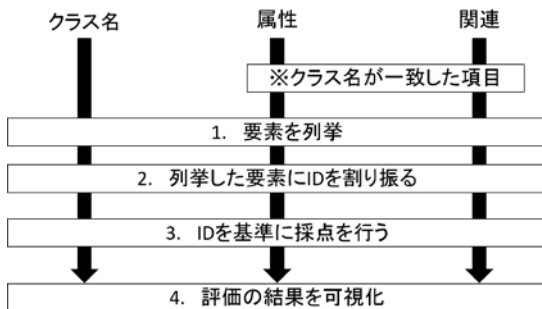 クラス名 属性 関連
※クラス名が一致した項目
1. 要素を列挙
2. 列挙した要素にIDを割り振る
3. IDを基準に採点を行う
4. 評価の結果を可視化